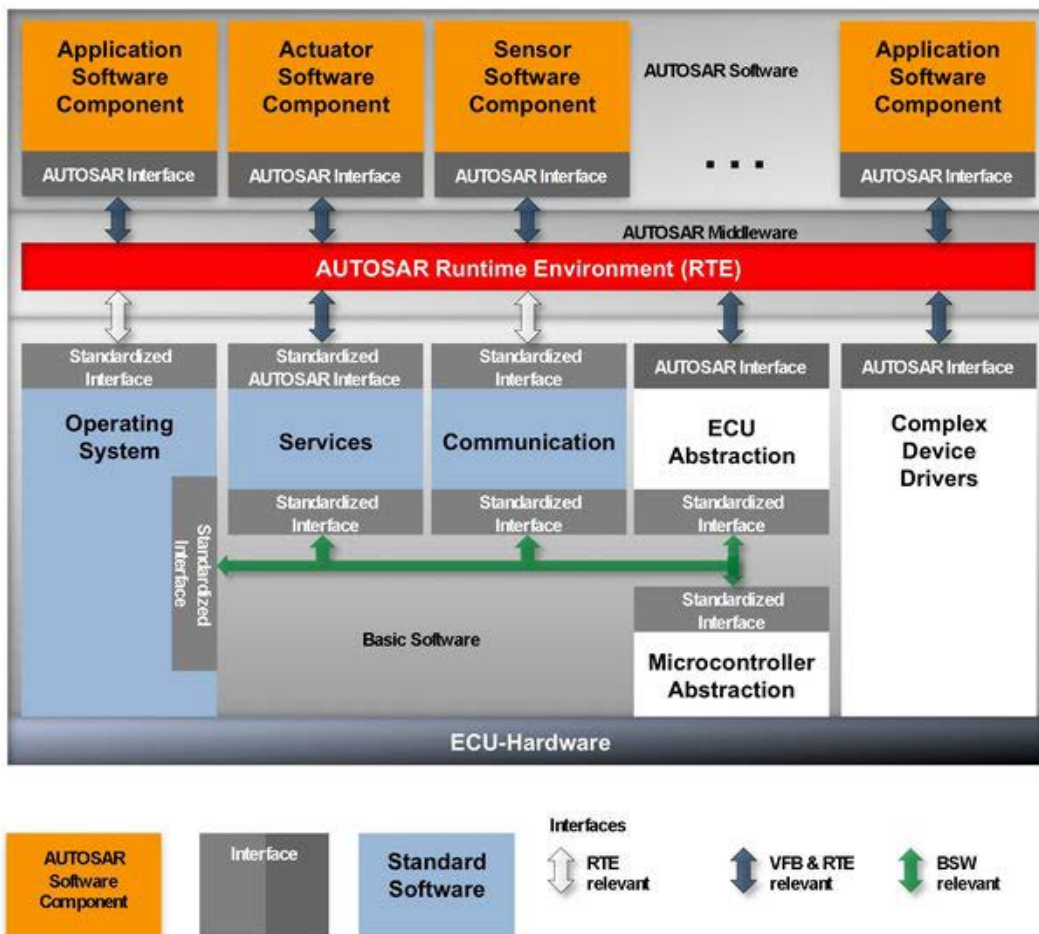 Application
Software
Component
AUTOSAR Interface
Actuator
Software
Component
AUTOSAR Interface
Sensor
Software
Component
AUTOSAR Interface
AUTOSAR Software
. . .
Application
Software
Component
AUTOSAR Interface
AUTOSAR Middleware
AUTOSAR Runtime Environment (RTE)
Standardized
Interface
Operating
System
Standardized
Interface
Standardized
AUTOSAR Interface
Services
Standardized
Interface
Standardized
Interface
Communication
Standardized
Interface
AUTOSAR Interface
ECU
Abstraction
Standardized
Interface
AUTOSAR Interface
Complex
Device
Drivers
Basic Software
Standardized
Interface
Microcontroller
Abstraction
ECU-Hardware
AUTOSAR
Software
Component
Interface
Standard
Software
Interfaces
RTE
relevant
VFB & RTE
relevant
BSW
relevant